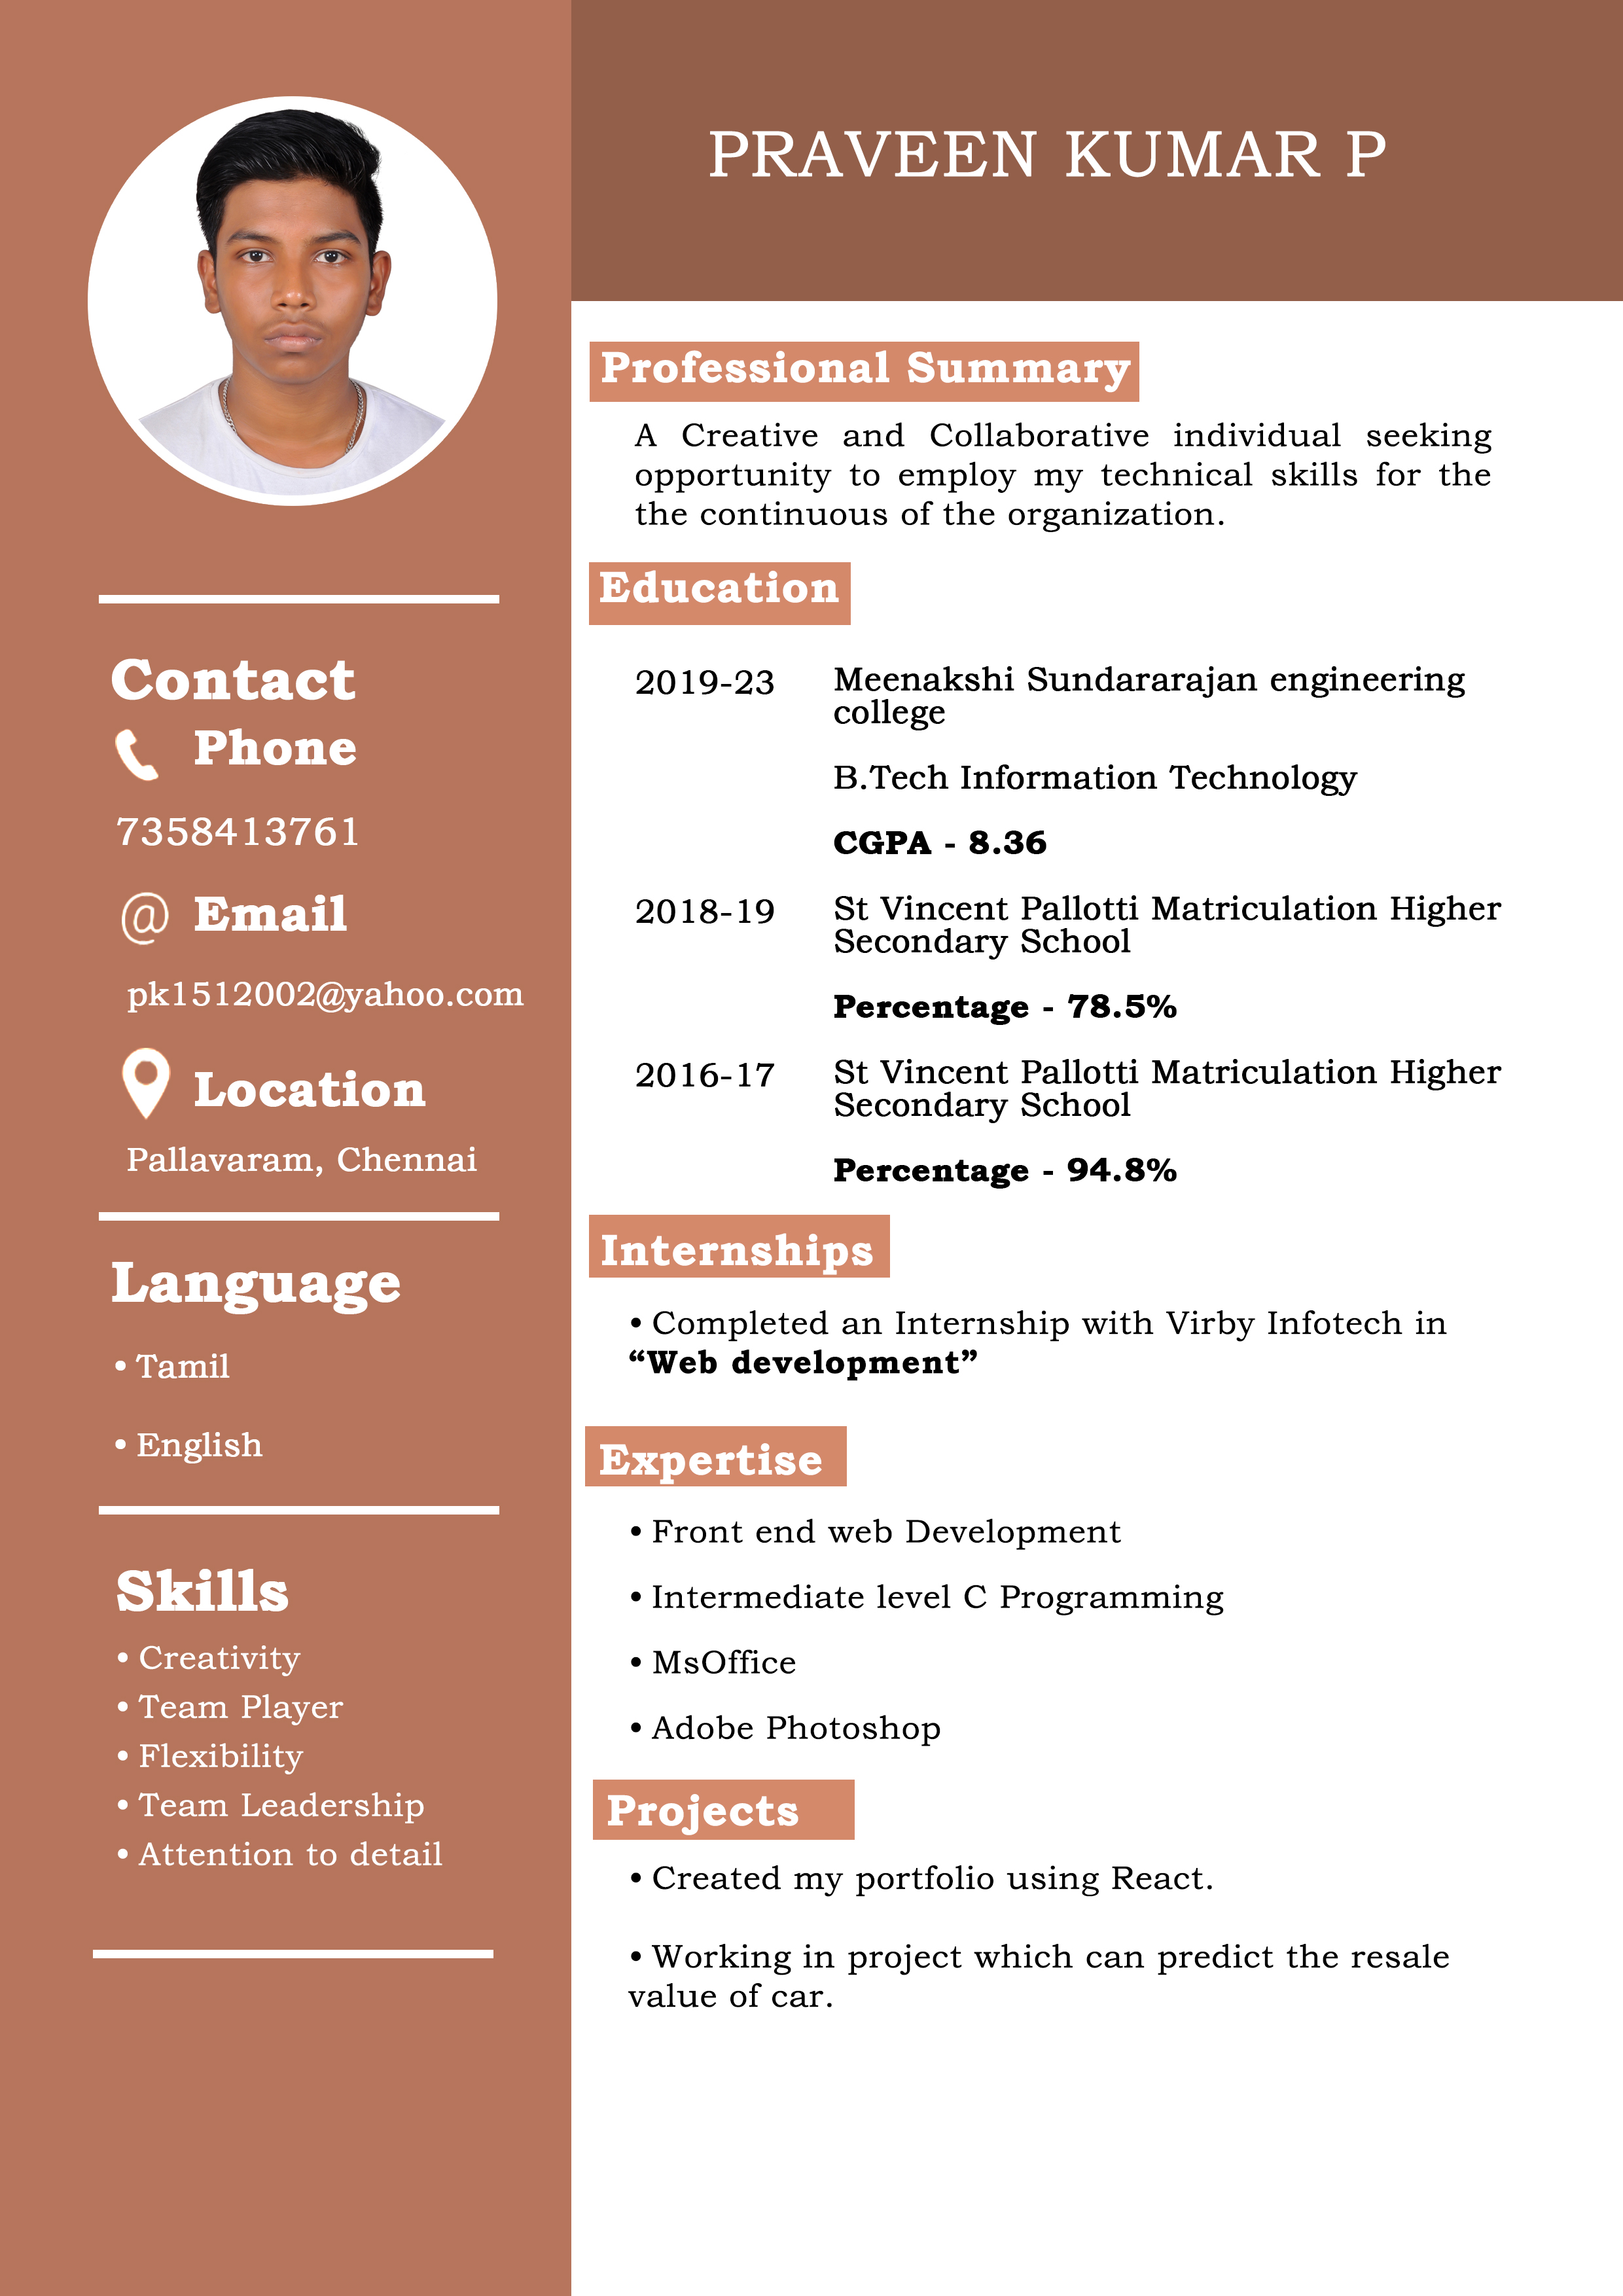 PRAVEEN KUMAR P
Contact
Phone
7358413761
@ Email
pk1512002@yahoo.com
Location
Pallavaram, Chennai
Language
• Tamil
• English
Skills
• Creativity
• Team Player
• Flexibility
• Team Leadership
• Attention to detail
Professional Summary
A Creative and Collaborative individual seeking
opportunity to employ my technical skills for the
the continuous of the organization.
Education
2019-23 Meenakshi Sundararajan engineering
college
B.Tech Information Technology
CGPA - 8.36
2018-19 St Vincent Pallotti Matriculation Higher
Secondary School
Percentage - 78.5%
2016-17 St Vincent Pallotti Matriculation Higher
Secondary School
Percentage - 94.8%
Internships
• Completed an Internship with Virby Infotech in
“Web development”
Expertise
• Front end web Development
• Intermediate level C Programming
• MsOffice
• Adobe Photoshop
Projects
• Created my portfolio using React.
• Working in project which can predict the resale
value of car.